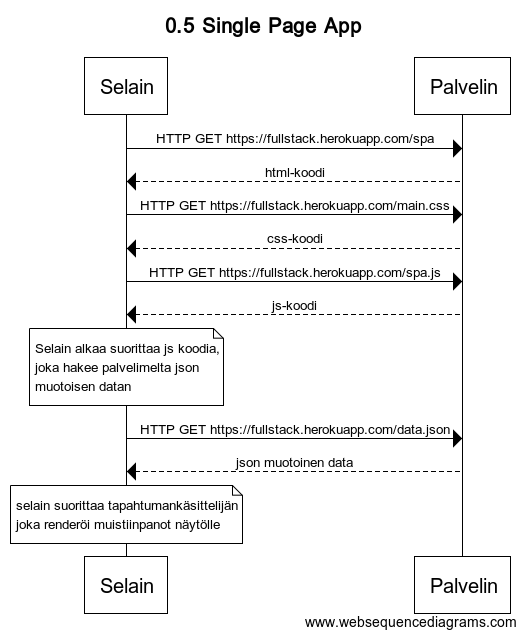 0.5 Single Page App
Selain
Palvelin
HTTP GET https://fullstack.herokuapp.com/spa
html-koodi
HTTP GET https://fullstack.herokuapp.com/main.css
css-koodi
HTTP GET https://fullstack.herokuapp.com/spa.js
js-koodi
Selain alkaa suorittaa js koodia,
joka hakee palvelimelta json
muotoisen datan
HTTP GET https://fullstack.herokuapp.com/data.json
json muotoinen data
selain suorittaa tapahtumankäsittelijän
joka renderöi muistiinpanot näytölle
Selain
Palvelin
www.websequencediagrams.com